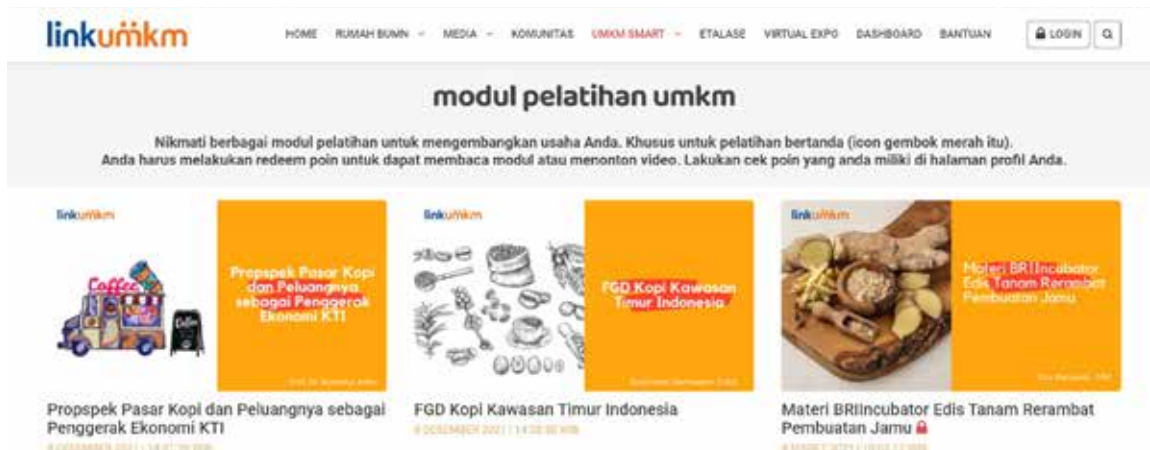 linkumkm
HOME RUMAH BUMN MEDIA KOMUNITAS UMKM SMART ETALASE VIRTUAL EXPO DASHBOARD BANTUAN LOGIN
modul pelatihan umkm
Nikmati berbagai modul pelatihan untuk mengembangkan usaha Anda. Khusus untuk pelatihan bertanda (icon gembok merah itu).
Anda harus melakukan redeem poin untuk dapat membaca modul atau menonton video. Lakukan cek poin yang anda miliki di halaman profil Anda.
linkumkm
Coffee
Propspek Pasar Kopi
dan Peluangnya
sebagai Penggerak
Ekonomi KTI
Propspek Pasar Kopi dan Peluangnya sebagai
Penggerak Ekonomi KTI
linkumkm
FGD Kopi Kawasan
Timur Indonesia
FGD Kopi Kawasan Timur Indonesia
linkumkm
Materi BRIIncubator
Edis Tanam Rerambat
Pembuatan Jamu
Materi BRIIncubator Edis Tanam Rerambat
Pembuatan Jamu